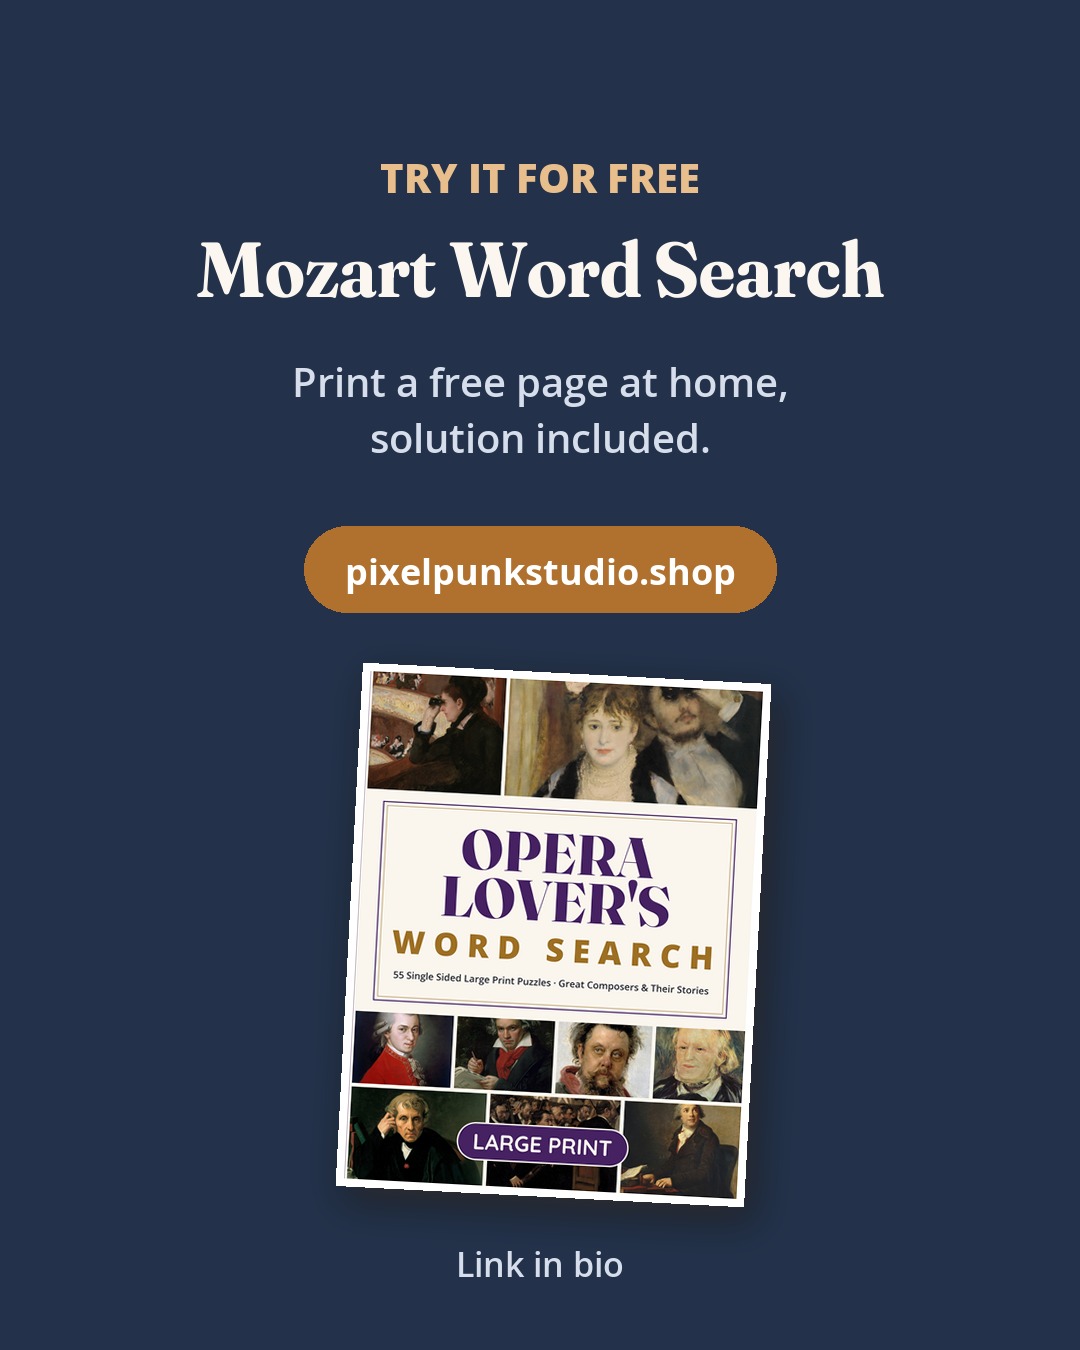 TRY IT FOR FREE
Mozart Word Search
Print a free page at home,
solution included.
pixelpunkstudio.shop
OPERA
LOVER'S
WORD SEARCH
55 Single Sided Large Print Puzzles · Great Composers & Their Stories
LARGE PRINT
Link in bio